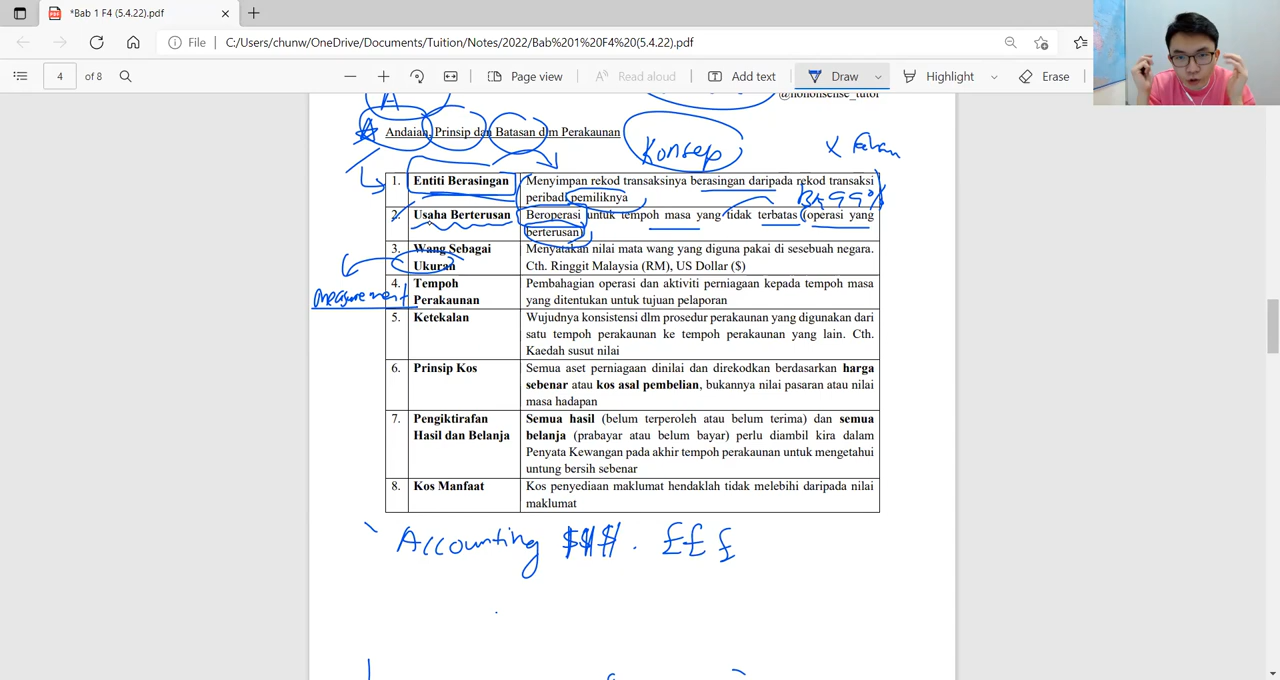 *Bab 1 F4 (5.4.22).pdf
File C:/Users/chunw/OneDrive/Documents/Tuition/Notes/2022/Bab%201%20F4%20(5.4.22).pdf
4 of 8 Page view Read aloud Add text Draw Highlight Erase
A @nononsense_tutor
Andaian, Prinsip dan Batasan dlm Perakaunan Konsep
X Faham
1. Entiti Berasingan Menyimpan rekod transaksinya berasingan daripada rekod transaksi
peribadi pemiliknya BA 99%
2. Usaha Berterusan Beroperasi untuk tempoh masa yang tidak terbatas (operasi yang
berterusan)
3. Wang Sebagai Menyatakan nilai mata wang yang diguna pakai di sesebuah negara.
Ukuran Cth. Ringgit Malaysia (RM), US Dollar ($)
measurement
4. Tempoh Pembahagian operasi dan aktiviti perniagaan kepada tempoh masa
Perakaunan yang ditentukan untuk tujuan pelaporan
5. Ketekalan Wujudnya konsistensi dlm prosedur perakaunan yang digunakan dari
satu tempoh perakaunan ke tempoh perakaunan yang lain. Cth.
Kaedah susut nilai
6. Prinsip Kos Semua aset perniagaan dinilai dan direkodkan berdasarkan harga
sebenar atau kos asal pembelian, bukannya nilai pasaran atau nilai
masa hadapan
7. Pengiktirafan Semua hasil (belum terperoleh atau belum terima) dan semua
Hasil dan Belanja belanja (prabayar atau belum bayar) perlu diambil kira dalam
Penyata Kewangan pada akhir tempoh perakaunan untuk mengetahui
untung bersih sebenar
8. Kos Manfaat Kos penyediaan maklumat hendaklah tidak melebihi daripada nilai
maklumat
Accounting $$$. £££